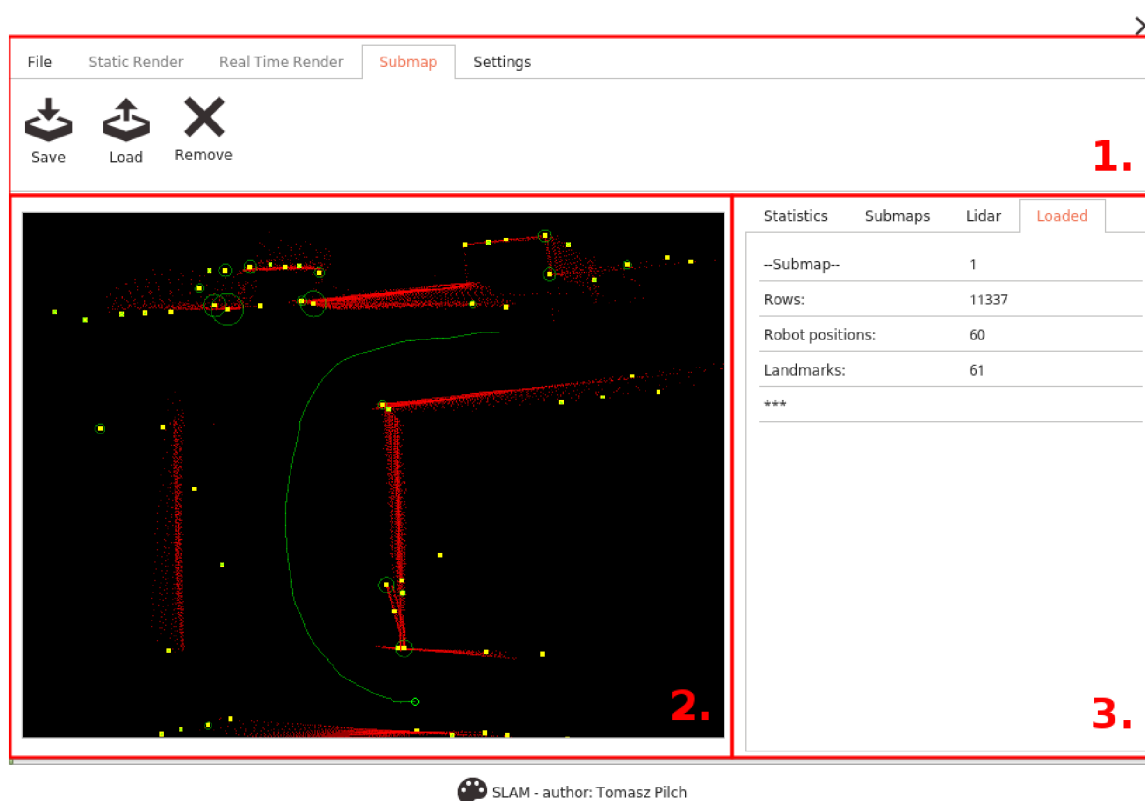 File Static Render Real Time Render Submap Settings
Save Load Remove
1.
Statistics Submaps Lidar Loaded
--Submap-- 1
Rows: 11337
Robot positions: 60
Landmarks: 61
***
2.
3.
SLAM - author: Tomasz Pilch